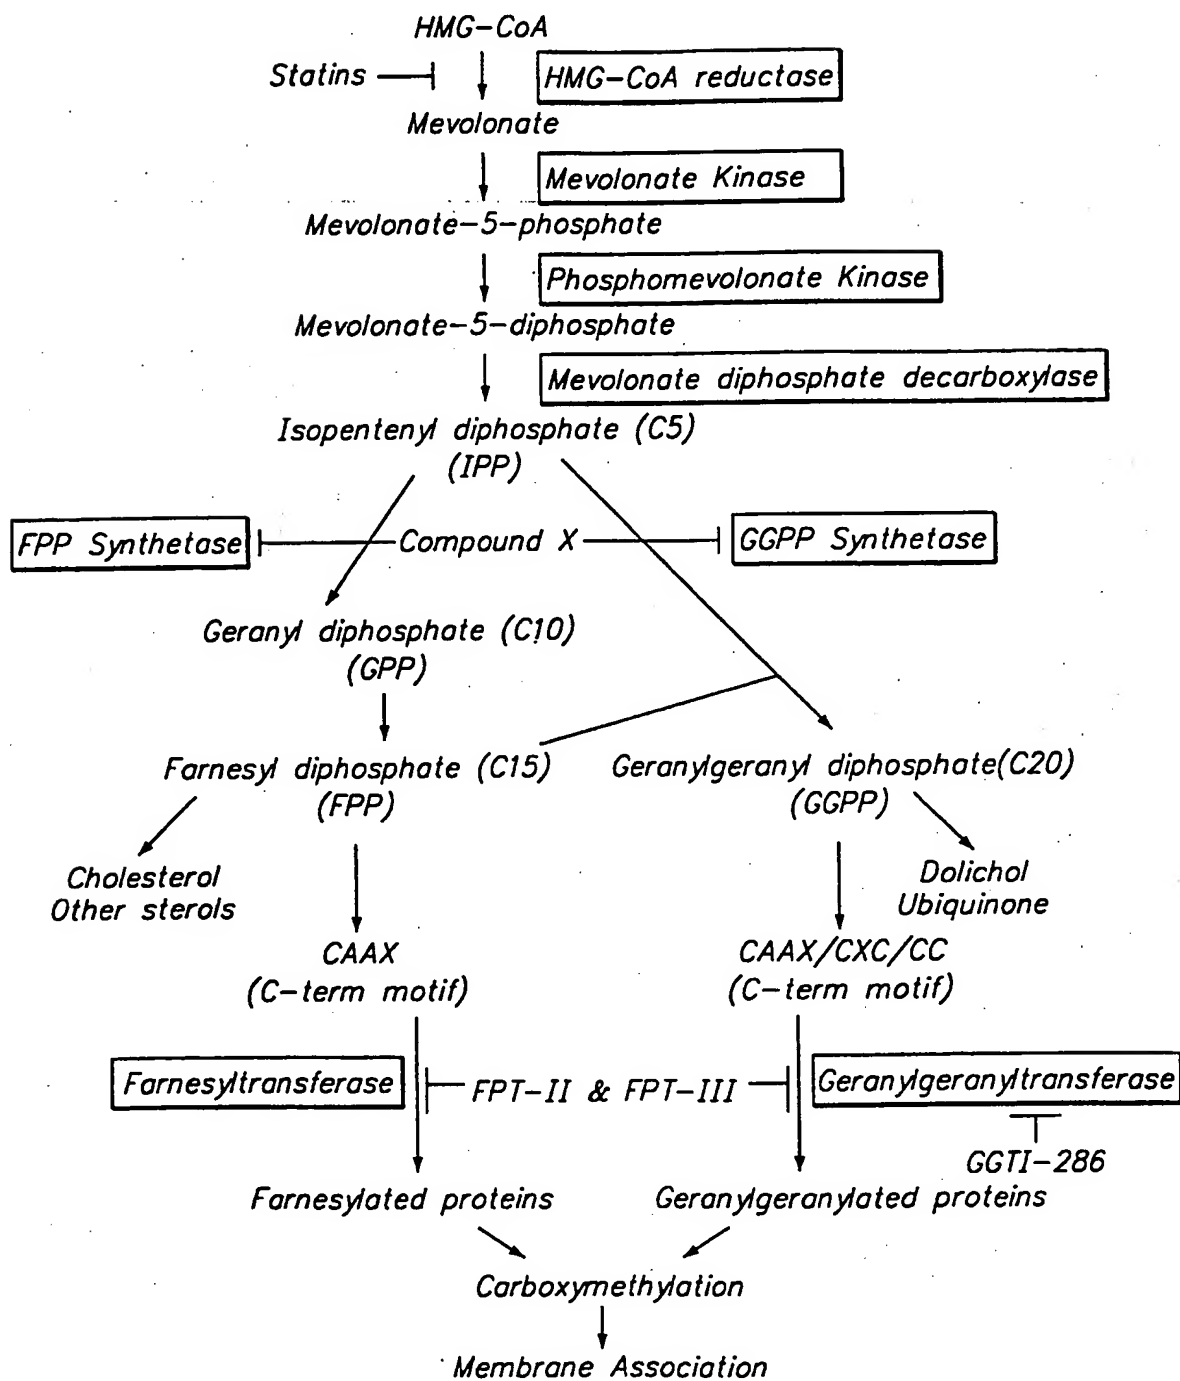 HMG-CoA
Statins
HMG-CoA reductase
Mevolonate
Mevolonate Kinase
Mevolonate-5-phosphate
Phosphomevolonate Kinase
Mevolonate-5-diphosphate
Mevolonate diphosphate decarboxylase
Isopentenyl diphosphate (C5)
(IPP)
FPP Synthetase
Compound X
GGPP Synthetase
Geranyl diphosphate (C10)
(GPP)
Farnesyl diphosphate (C15)
(FPP)
Geranylgeranyl diphosphate(C20)
(GGPP)
Cholesterol
Other sterols
Dolichol
Ubiquinone
CAAX
(C-term motif)
CAAX/CXC/CC
(C-term motif)
Farnesyltransferase
FPT-II & FPT-III
Geranylgeranyltransferase
GGTI-286
Farnesylated proteins
Geranylgeranylated proteins
Carboxymethylation
Membrane Association